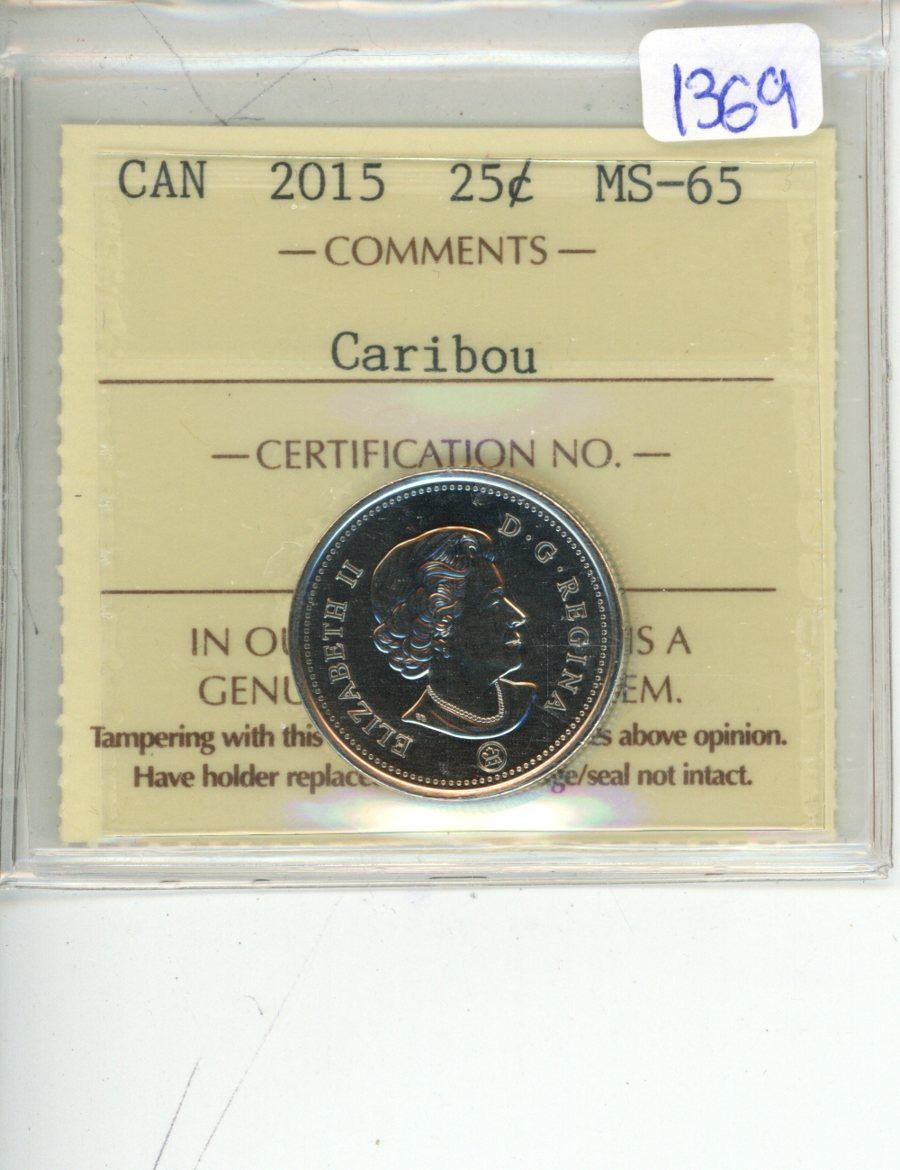 1369
CAN 2015 25¢ MS-65
— COMMENTS —
Caribou
— CERTIFICATION NO. —
IN OU IS A
GENU EM.
Tampering with this s above opinion.
Have holder replace ge/seal not intact.
ELIZABETH II D·G·REGINA